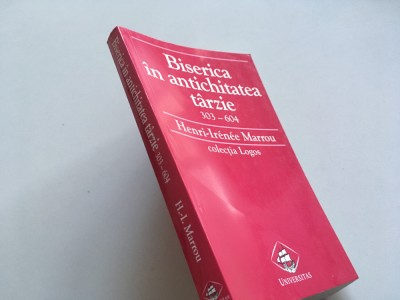 Biserica
în antichitatea
târzie
303 – 604
Henri-Irénée Marrou
colecția Logos
UNIVERSITAS
Biserica în antichitatea târzie 303 – 604
H.-I. Marrou
UNIVERSITAS